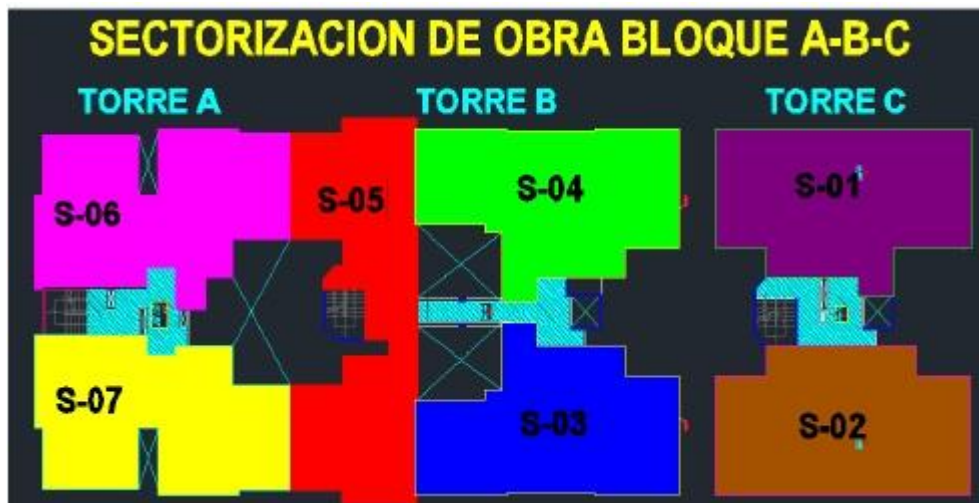 SECTORIZACION DE OBRA BLOQUE A-B-C
TORRE A TORRE B TORRE C
S-06 S-05 S-04 S-01
S-07 S-03 S-02